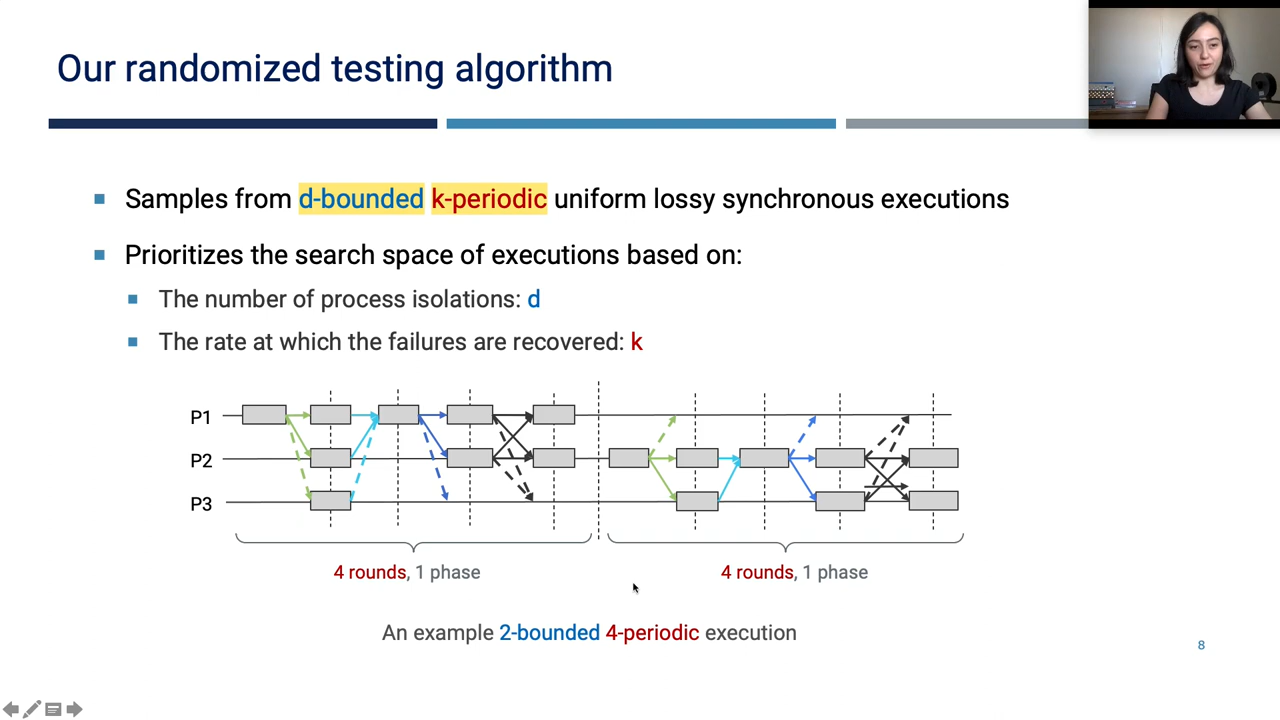 Our randomized testing algorithm
Samples from d-bounded k-periodic uniform lossy synchronous executions
Prioritizes the search space of executions based on:
The number of process isolations: d
The rate at which the failures are recovered: k
P1
P2
P3
4 rounds, 1 phase
4 rounds, 1 phase
An example 2-bounded 4-periodic execution
8